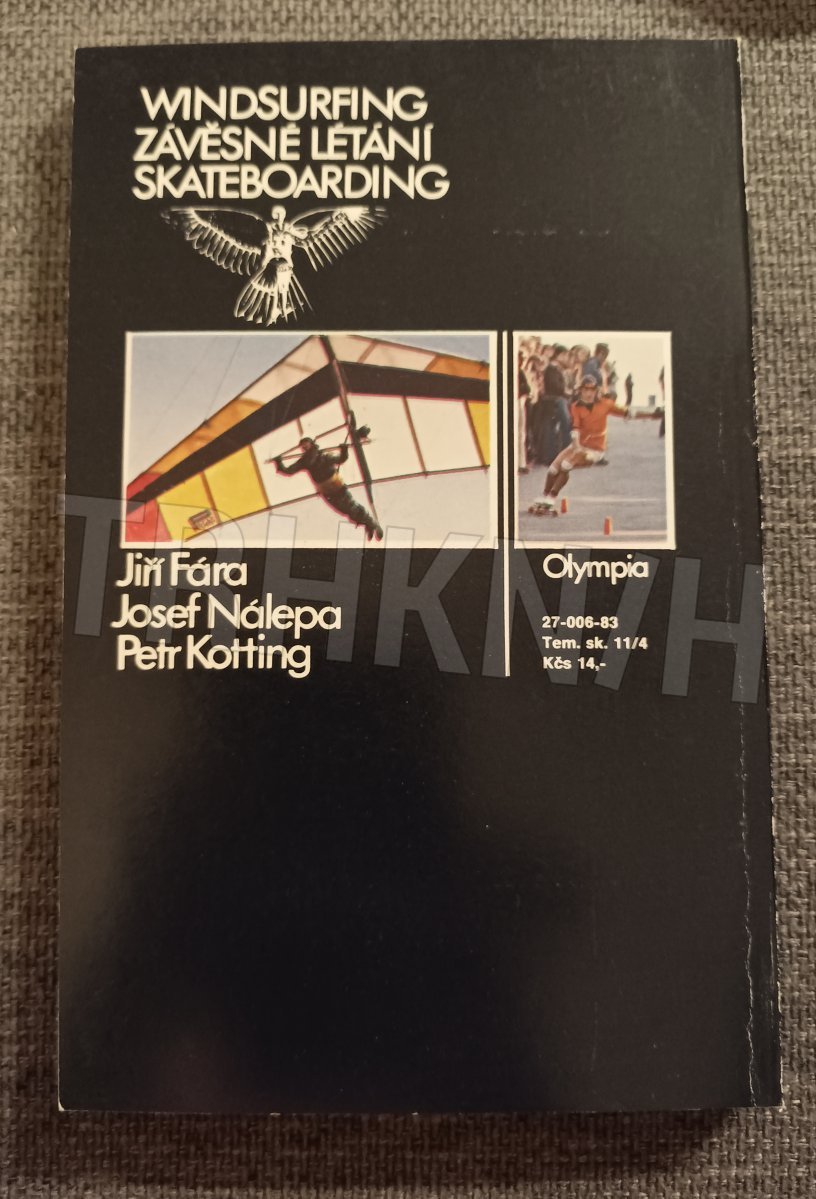 WINDSURFING
ZÁVĚSNÉ LÉTÁNÍ
SKATEBOARDING
Jiří Fára
Josef Nálepa
Petr Kotting
Olympia
27-006-83
Tem. sk. 11/4
Kčs 14,-
TRHKNIH